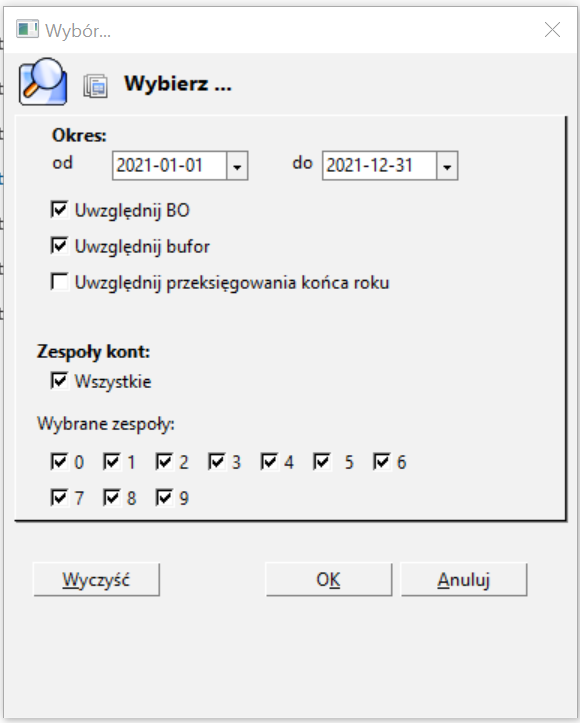 Wybór...
Wybierz ...
Okres:
od 2021-01-01 do 2021-12-31
Uwzględnij BO
Uwzględnij bufor
Uwzględnij przeksięgowania końca roku
Zespoły kont:
Wszystkie
Wybrane zespoły:
0 1 2 3 4 5 6
7 8 9
Wyczyść OK Anuluj